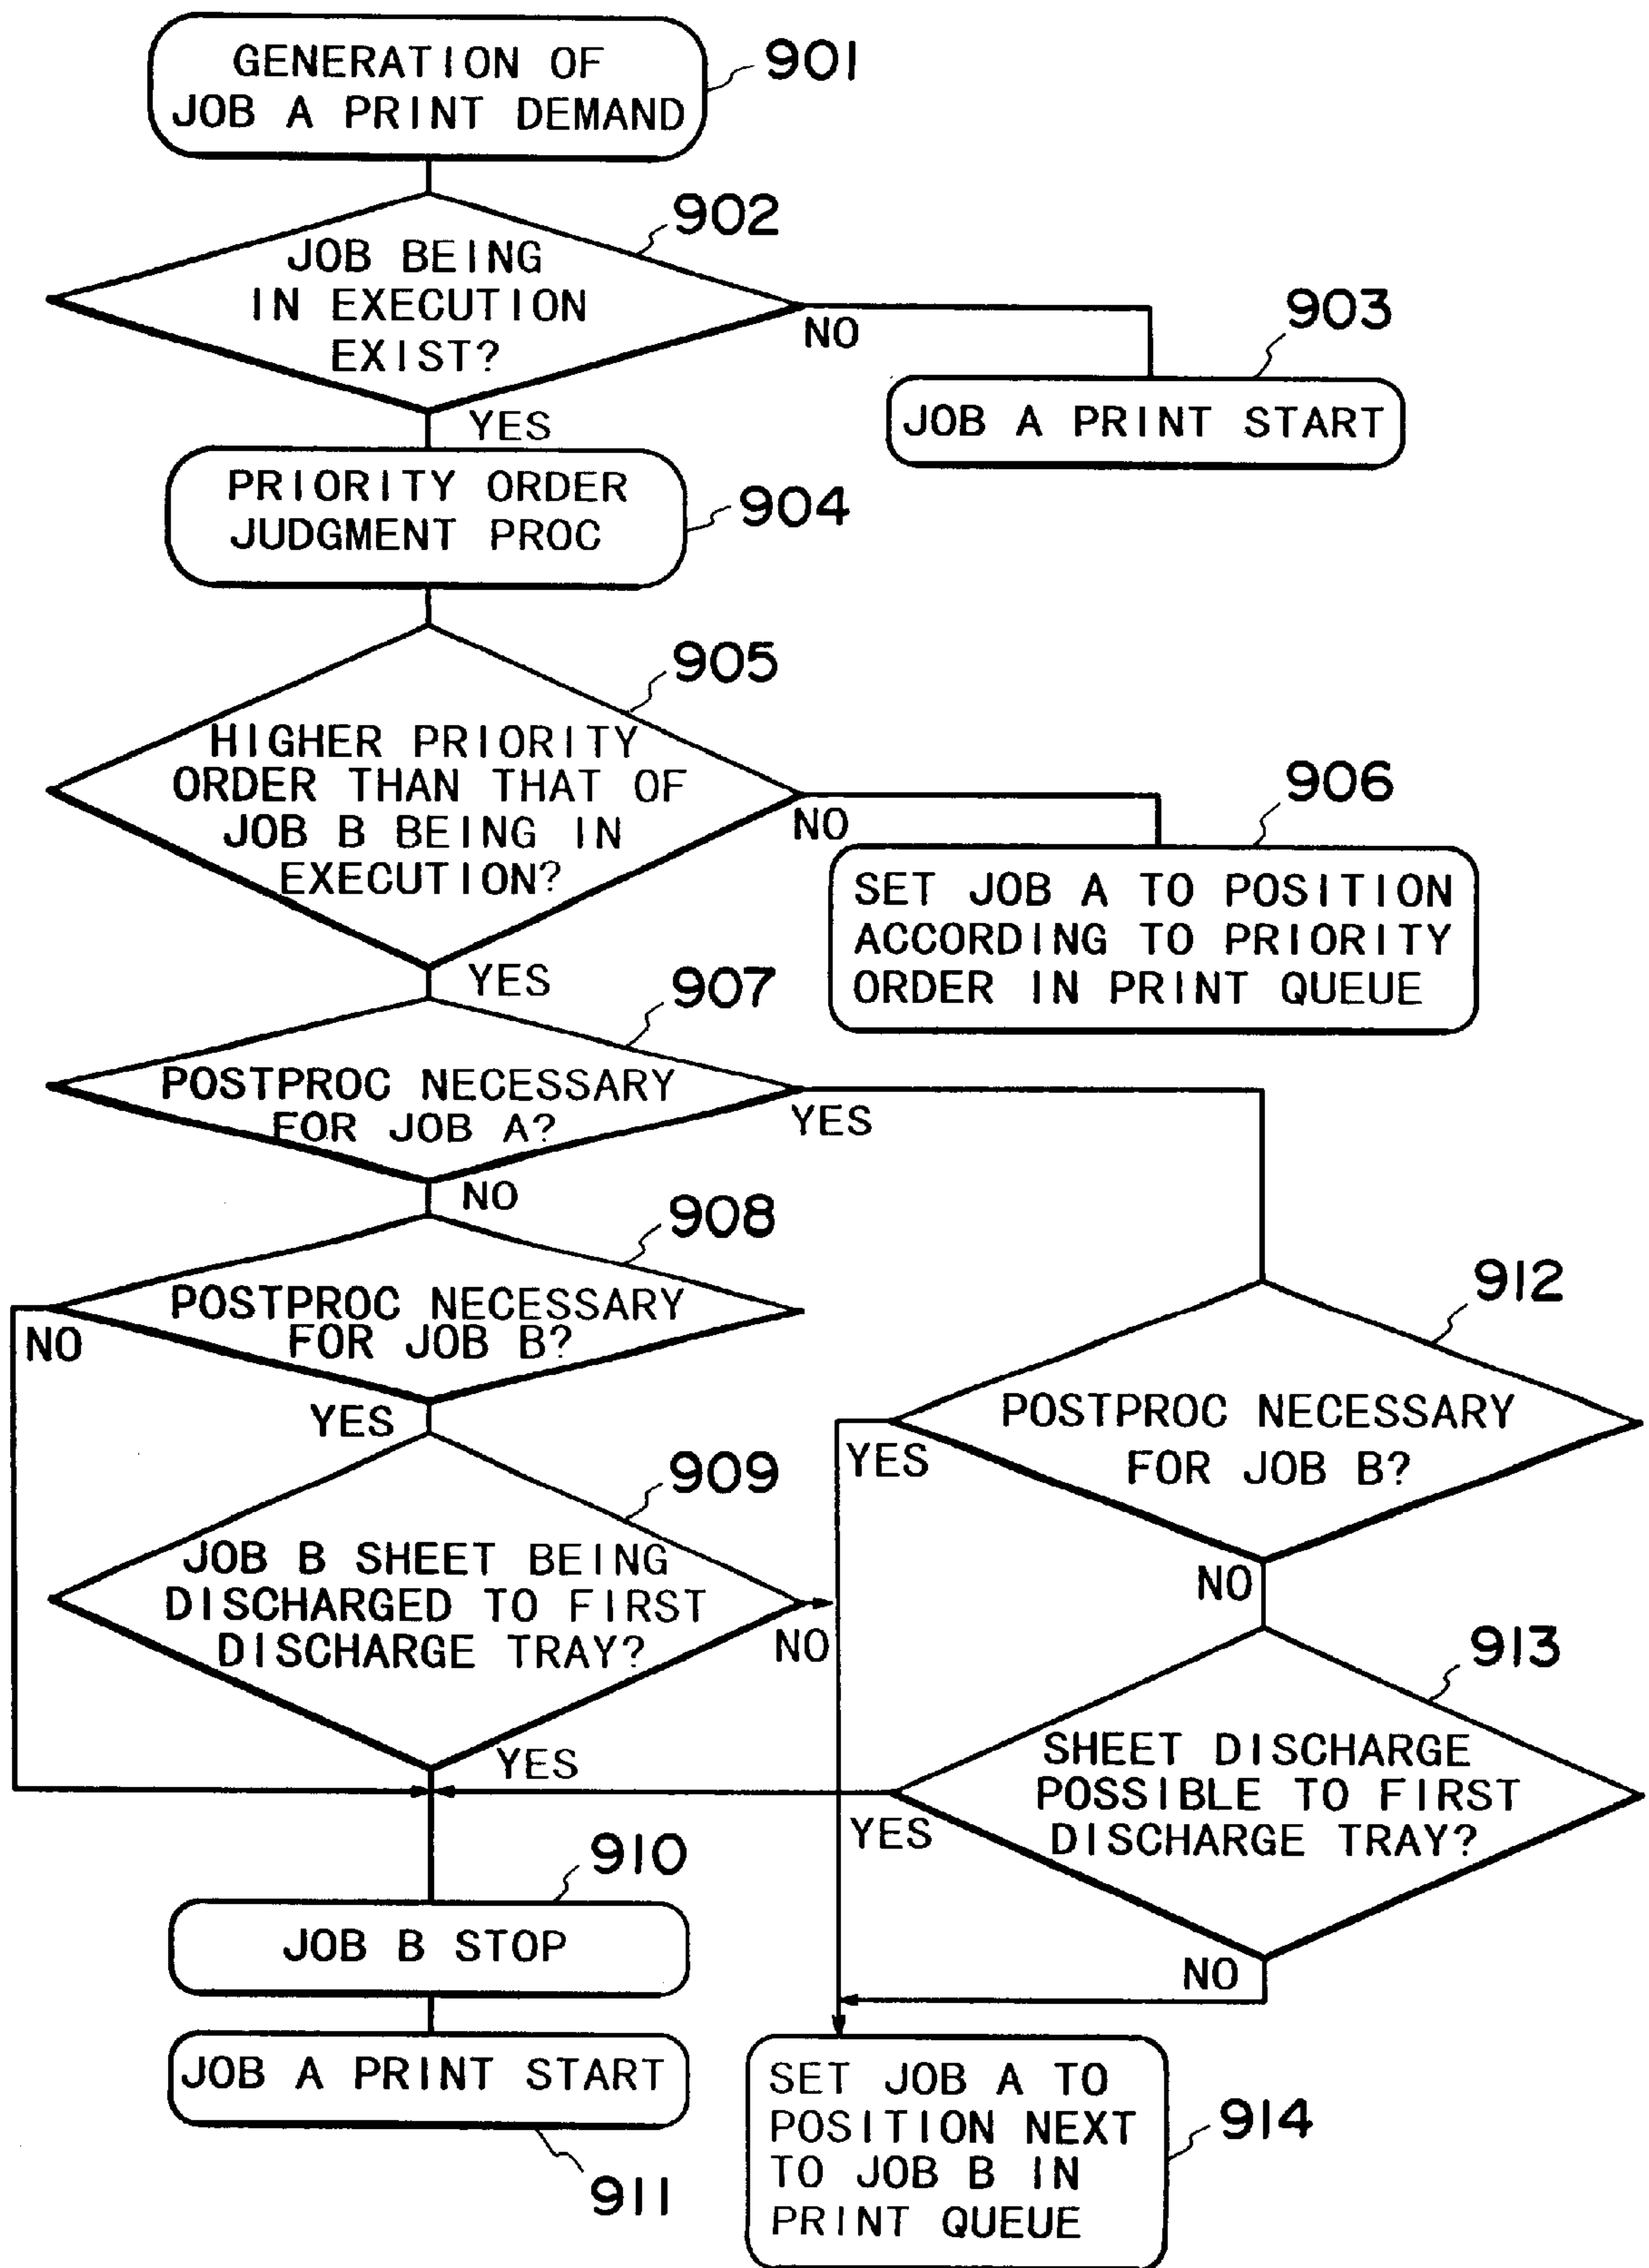 GENERATION OF
JOB A PRINT DEMAND
901
902
JOB BEING
IN EXECUTION
EXIST?
NO
903
JOB A PRINT START
YES
PRIORITY ORDER
JUDGMENT PROC
904
905
HIGHER PRIORITY
ORDER THAN THAT OF
JOB B BEING IN
EXECUTION?
NO
906
SET JOB A TO POSITION
ACCORDING TO PRIORITY
ORDER IN PRINT QUEUE
YES
907
POSTPROC NECESSARY
FOR JOB A?
YES
NO
908
POSTPROC NECESSARY
FOR JOB B?
NO
YES
912
POSTPROC NECESSARY
FOR JOB B?
YES
NO
909
JOB B SHEET BEING
DISCHARGED TO FIRST
DISCHARGE TRAY?
NO
YES
913
SHEET DISCHARGE
POSSIBLE TO FIRST
DISCHARGE TRAY?
YES
NO
910
JOB B STOP
JOB A PRINT START
911
SET JOB A TO
POSITION NEXT
TO JOB B IN
PRINT QUEUE
914